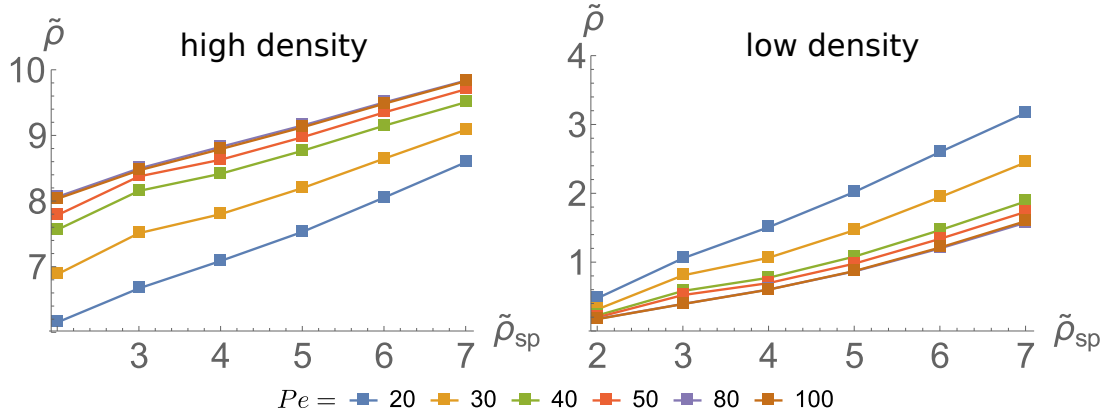 ρ̃
high density
10
9
8
7
3 4 5 6 7
ρ̃sp
ρ̃
low density
4
3
2
1
2 3 4 5 6 7
ρ̃sp
Pe = 20 30 40 50 80 100